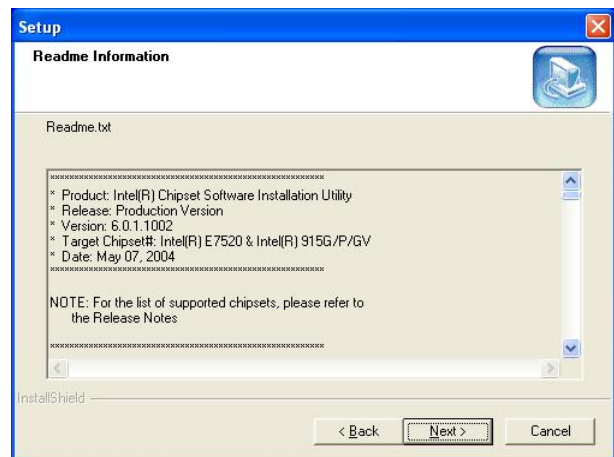 Setup
Readme Information
Readme.txt
******************************************************
* Product: Intel(R) Chipset Software Installation Utility
* Release: Production Version
* Version: 6.0.1.1002
* Target Chipset#: Intel(R) E7520 & Intel(R) 915G/P/GV
* Date: May 07, 2004
******************************************************
NOTE: For the list of supported chipsets, please refer to
the Release Notes
******************************************************
InstallShield
< Back
Next >
Cancel